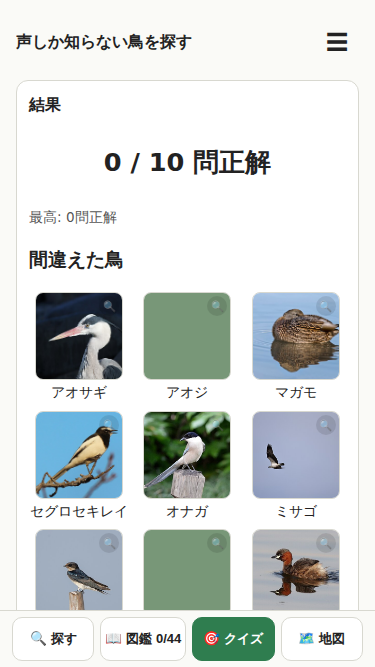 声しか知らない鳥を探す
結果
0 / 10 問正解
最高: 0問正解
間違えた鳥
アオサギ
アオジ
マガモ
セグロセキレイ
オナガ
ミサゴ
探す
図鑑 0/44
クイズ
地図